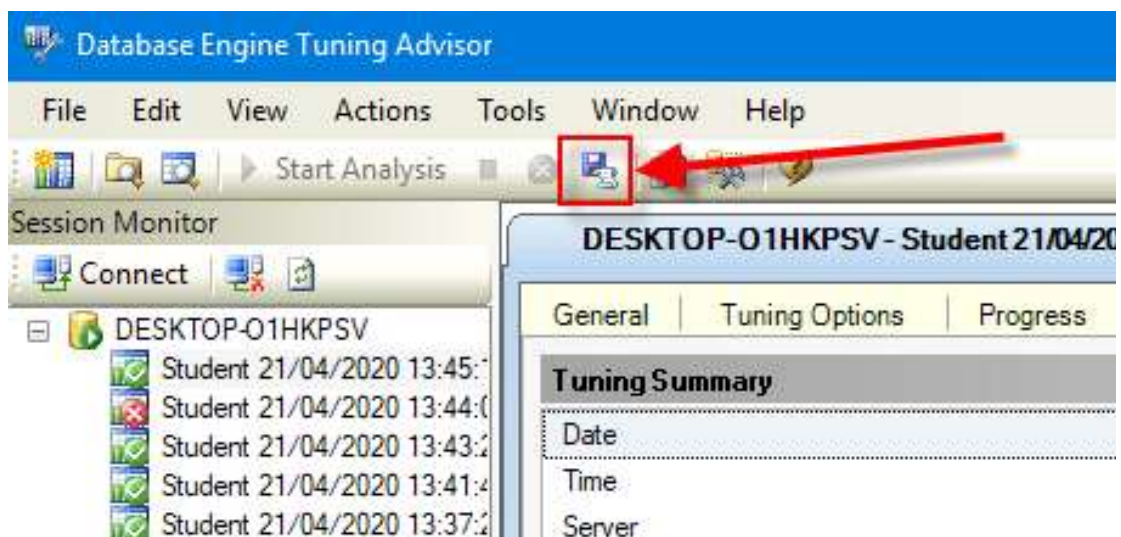 Database Engine Tuning Advisor
File Edit View Actions Tools Window Help
Start Analysis
Session Monitor
Connect
DESKTOP-O1HKPSV
Student 21/04/2020 13:45:
Student 21/04/2020 13:44:
Student 21/04/2020 13:43:
Student 21/04/2020 13:41:
Student 21/04/2020 13:37:
DESKTOP-O1HKPSV - Student 21/04/20
General Tuning Options Progress
Tuning Summary
Date
Time
Server